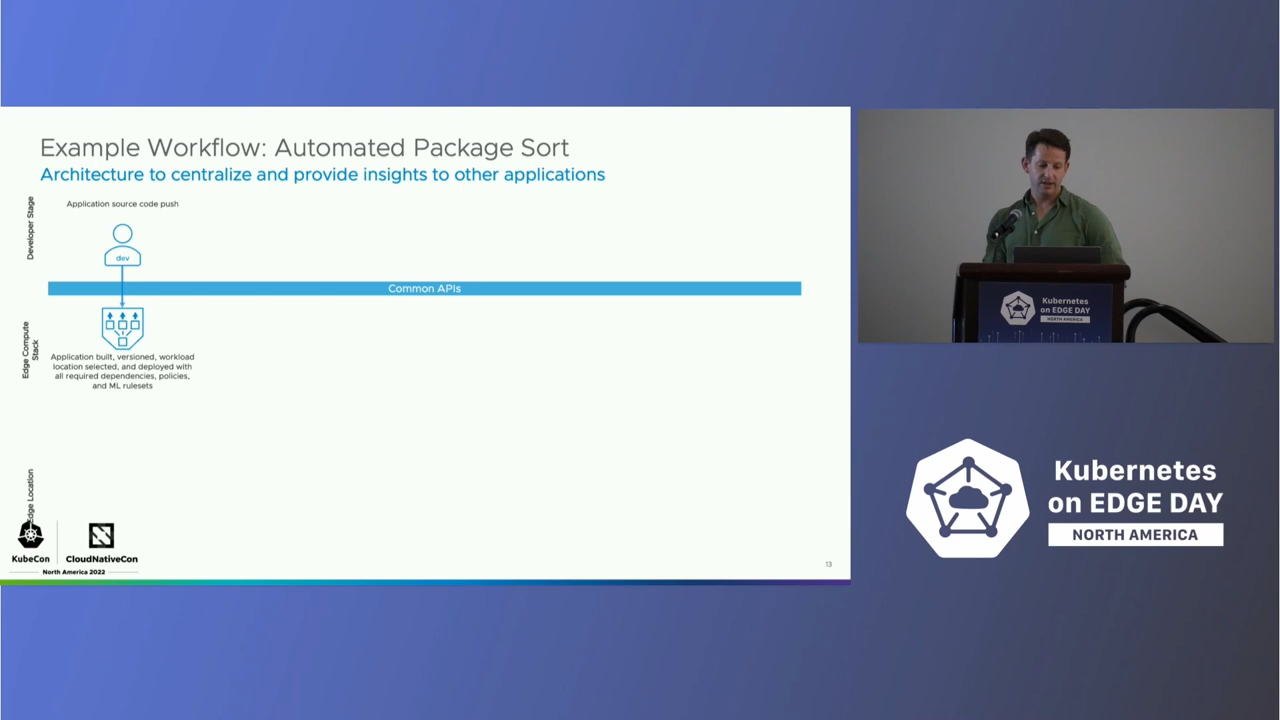 Example Workflow: Automated Package Sort
Architecture to centralize and provide insights to other applications
Developer Stage
Application source code push
dev
Common APIs
Edge Compute
Stack
Application built, versioned, workload
location selected, and deployed with
all required dependencies, policies,
and ML rulesets
Edge Location
KubeCon
CloudNativeCon
North America 2022
13
Kubernetes
on EDGE DAY
NORTH AMERICA
Kubernetes
on EDGE DAY
NORTH AMERICA